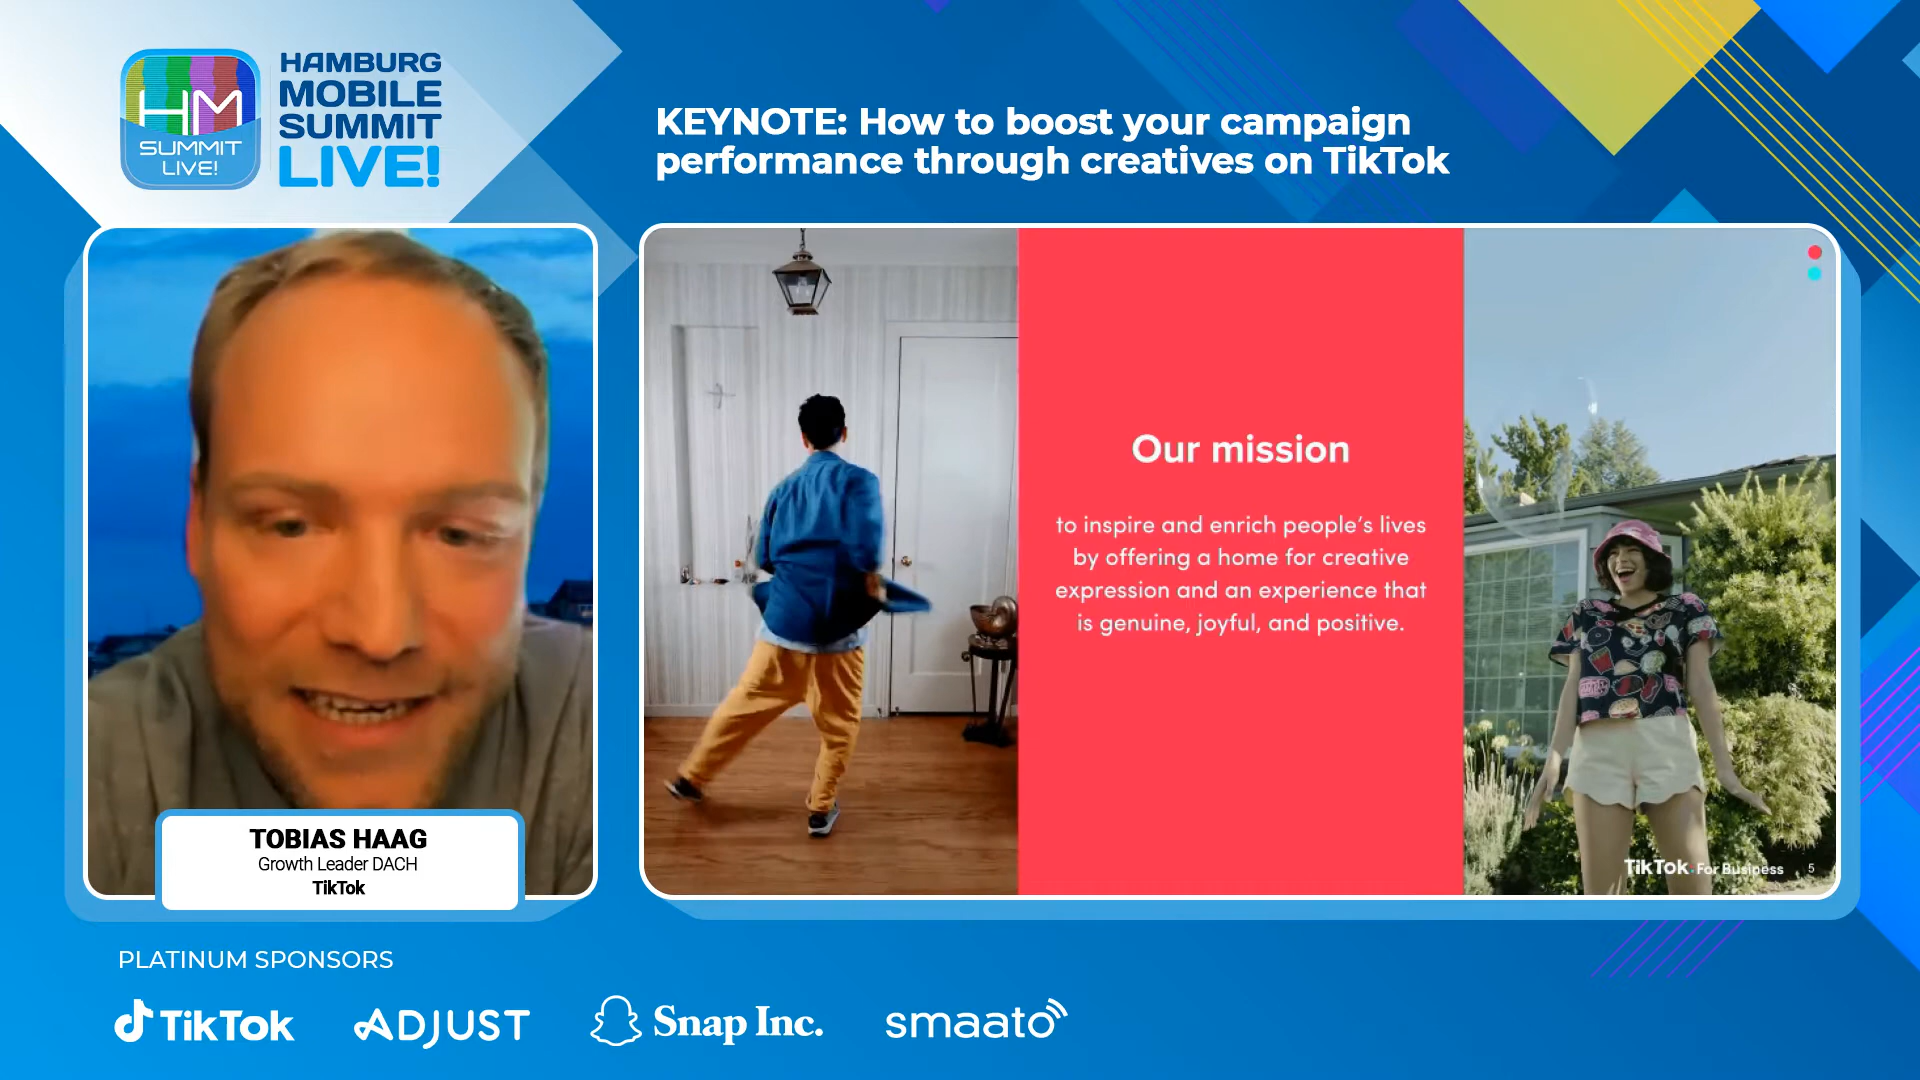 HM
SUMMIT
LIVE!
HAMBURG
MOBILE
SUMMIT
LIVE!
KEYNOTE: How to boost your campaign
performance through creatives on TikTok
Our mission
to inspire and enrich people's lives
by offering a home for creative
expression and an experience that
is genuine, joyful, and positive.
TikTok For Business 5
TOBIAS HAAG
Growth Leader DACH
TikTok
PLATINUM SPONSORS
TikTok ADJUST Snap Inc. smaato